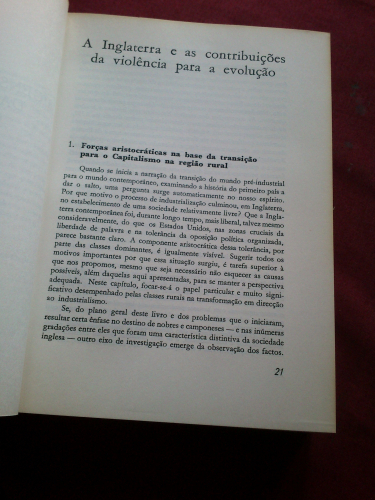 A Inglaterra e as contribuições
da violência para a evolução
1. Forças aristocráticas na base da transição
para o Capitalismo na região rural
Quando se inicia a narração da transição do mundo pré-industrial
para o mundo contemporâneo, examinando a história do primeiro país a
dar o salto, uma pergunta surge automaticamente no nosso espírito.
Por que motivo o processo de industrialização culminou, em Inglaterra,
no estabelecimento de uma sociedade relativamente livre? Que a Ingla-
terra contemporânea foi, durante longo tempo, mais liberal, talvez mesmo
consideravelmente, do que os Estados Unidos, nas zonas cruciais da
liberdade de palavra e na tolerância da oposição política organizada,
parece bastante claro. A componente aristocrática dessa tolerância, por
parte das classes dominantes, é igualmente visível. Sugerir todos os
motivos importantes por que esta situação surgiu, é tarefa superior à
que nos propomos, mesmo que seja necessário não esquecer as causas
possíveis, além daquelas aqui apresentadas, para se manter a perspectiva
adequada. Neste capítulo, focar-se-á o papel particular e muito signi-
ficativo desempenhado pelas classes rurais na transformação em direcção
ao industrialismo.
Se, do plano geral deste livro e dos problemas que o iniciaram,
resultar certa ênfase no destino de nobres e camponeses — e nas inúmeras
gradações entre eles que foram uma característica distintiva da sociedade
inglesa — outro eixo de investigação emerge da observação dos factos.
21